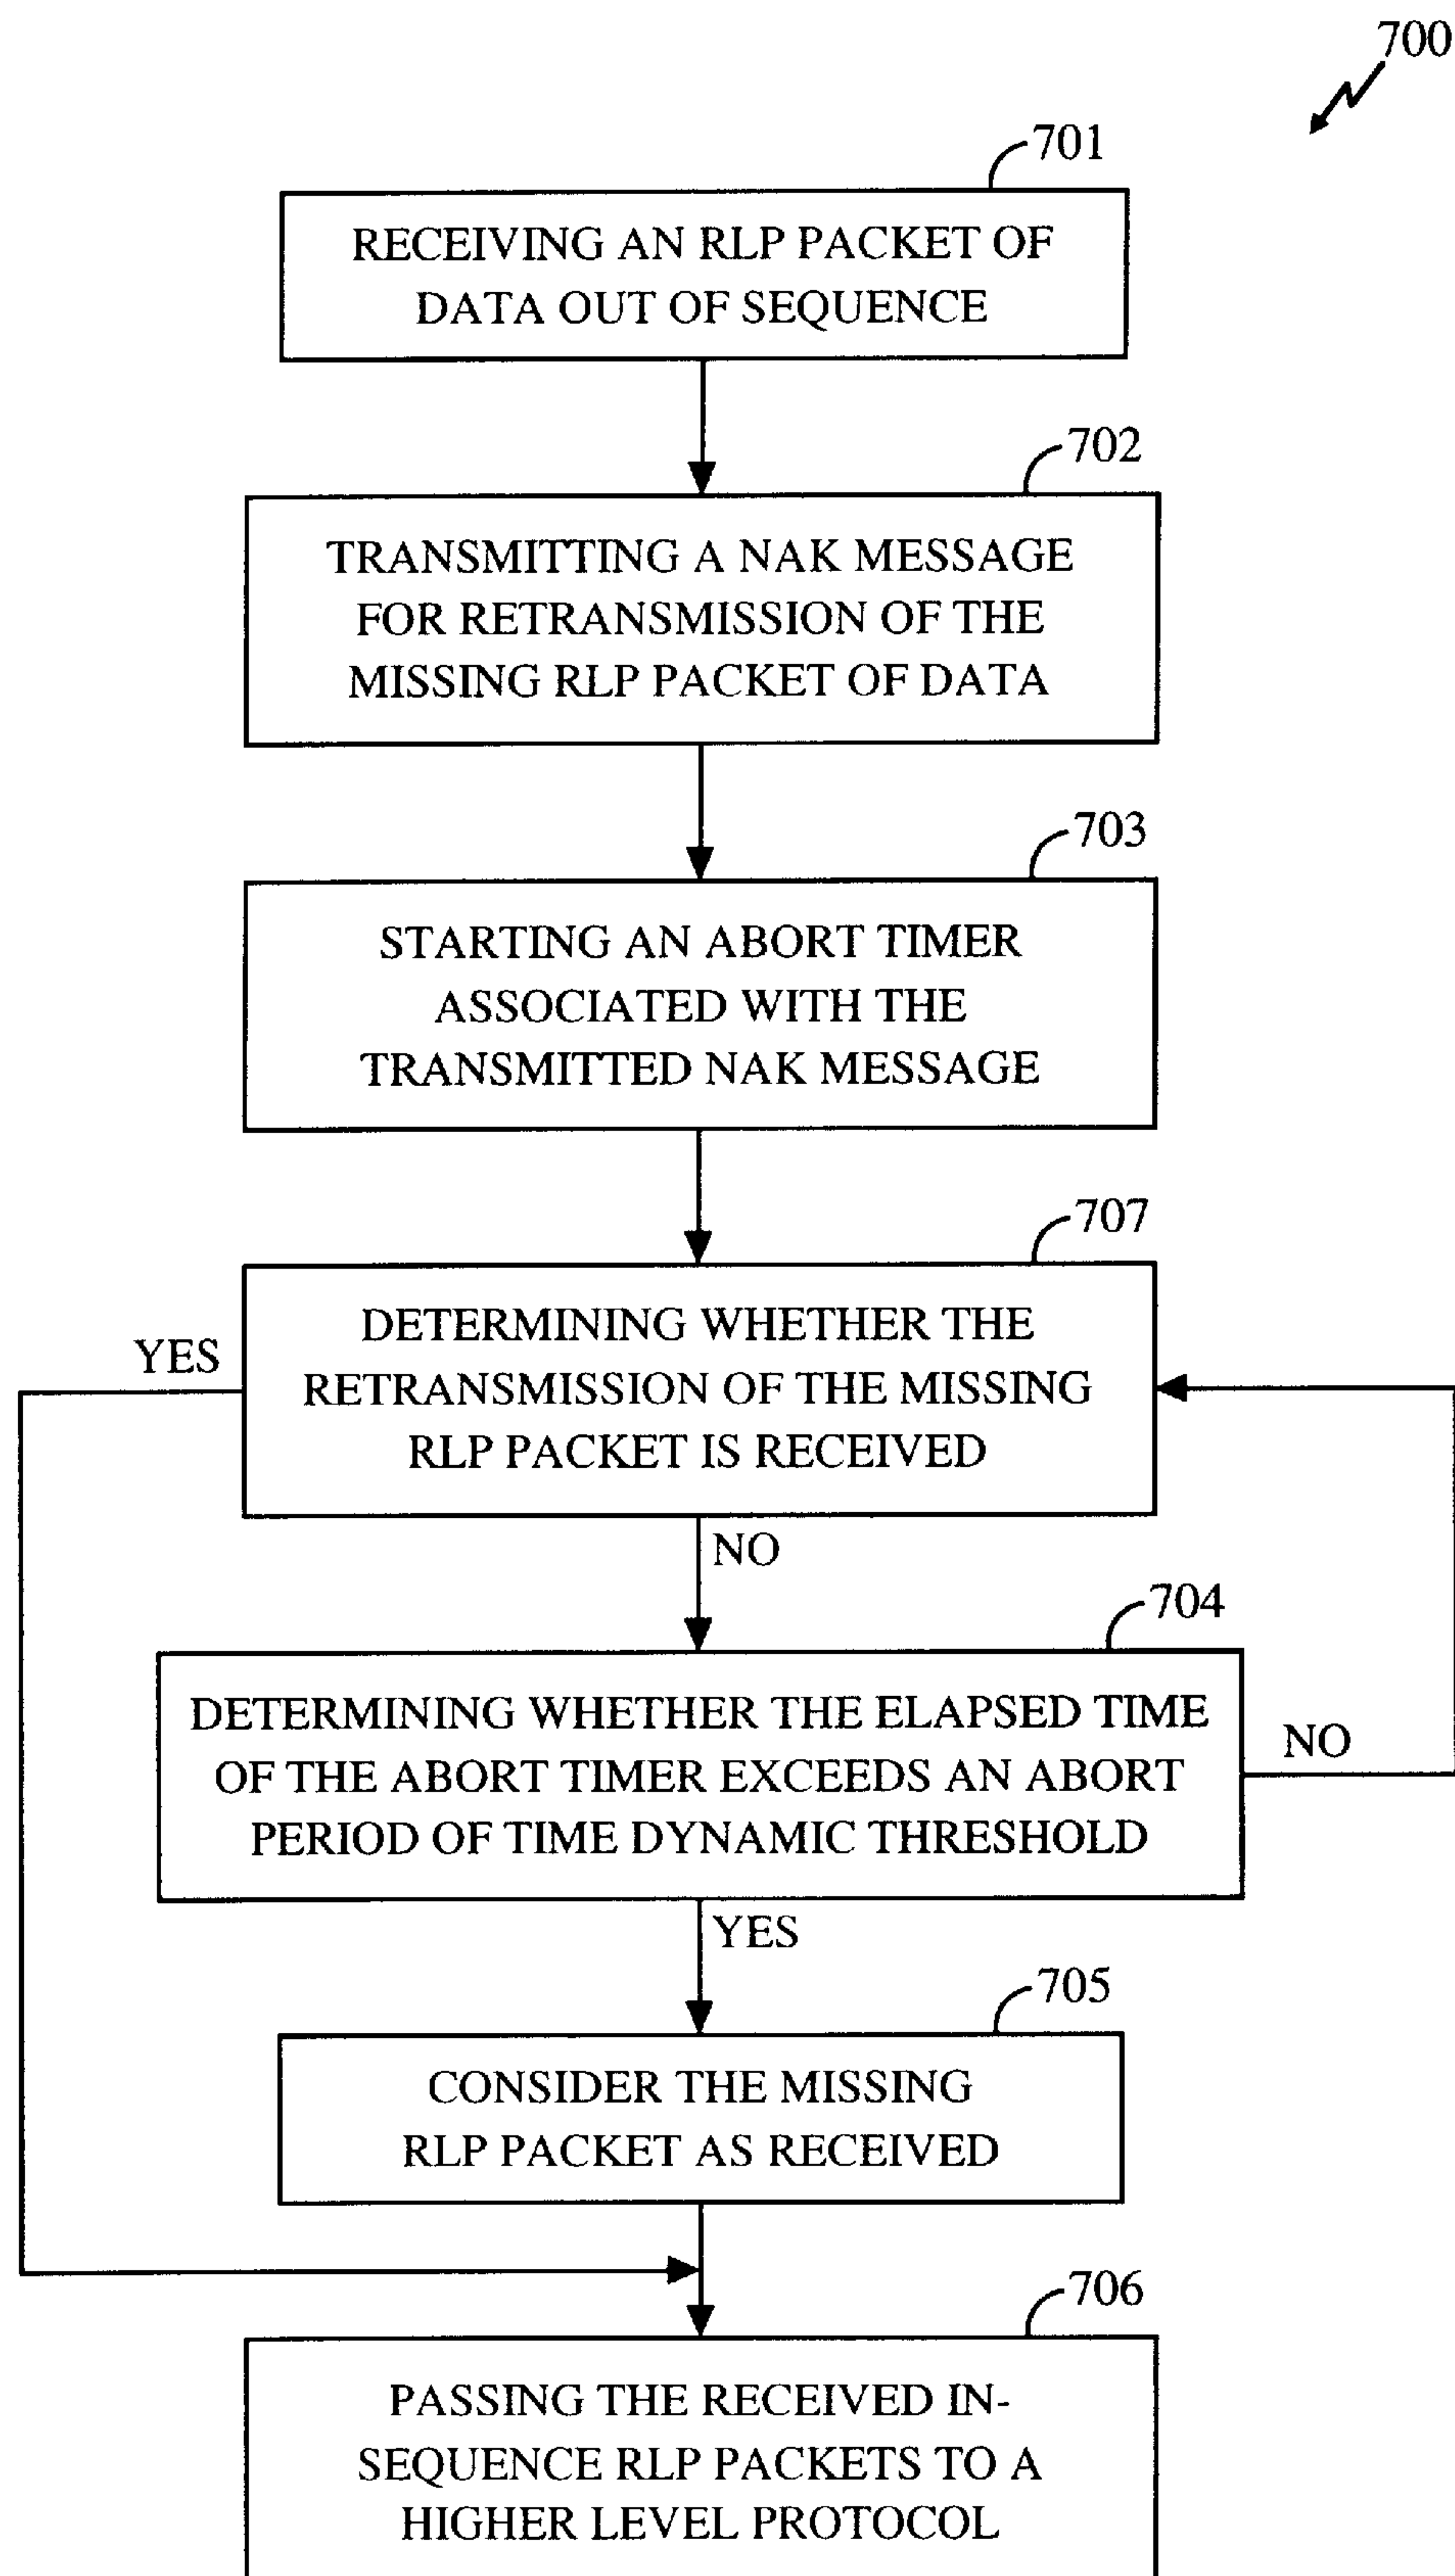 700
701
RECEIVING AN RLP PACKET OF
DATA OUT OF SEQUENCE
702
TRANSMITTING A NAK MESSAGE
FOR RETRANSMISSION OF THE
MISSING RLP PACKET OF DATA
703
STARTING AN ABORT TIMER
ASSOCIATED WITH THE
TRANSMITTED NAK MESSAGE
707
DETERMINING WHETHER THE
RETRANSMISSION OF THE MISSING
RLP PACKET IS RECEIVED
YES
NO
704
DETERMINING WHETHER THE ELAPSED TIME
OF THE ABORT TIMER EXCEEDS AN ABORT
PERIOD OF TIME DYNAMIC THRESHOLD
NO
YES
705
CONSIDER THE MISSING
RLP PACKET AS RECEIVED
706
PASSING THE RECEIVED IN-
SEQUENCE RLP PACKETS TO A
HIGHER LEVEL PROTOCOL